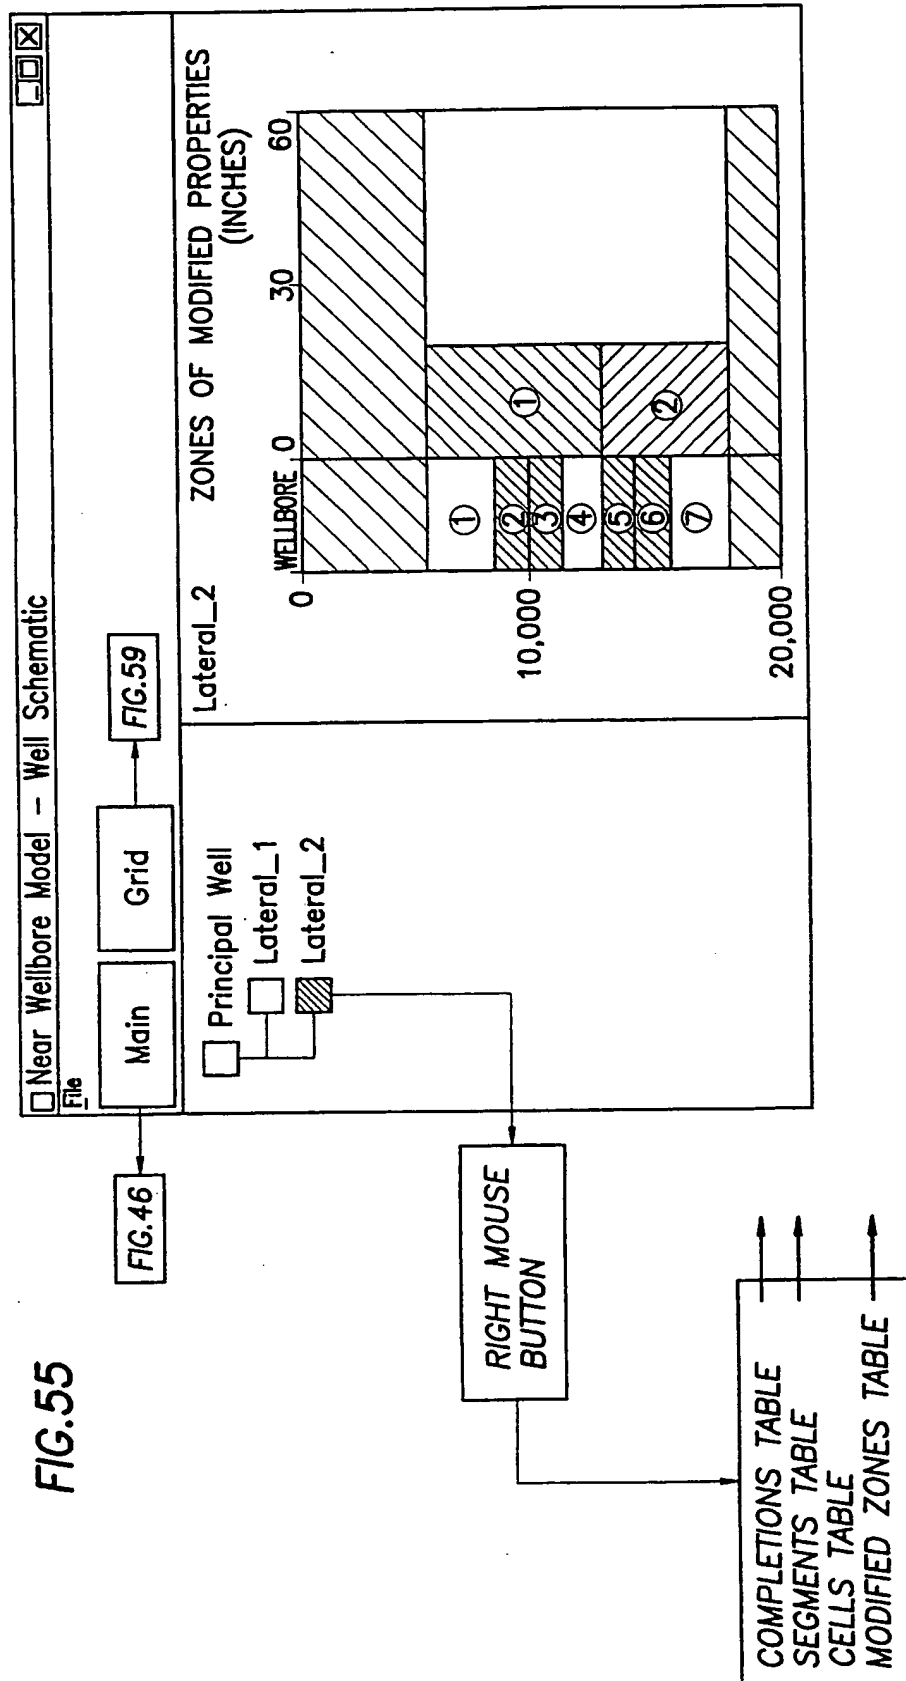 FIG.55
Near Wellbore Model – Well Schematic
File
FIG.46
Main
Grid
FIG.59
Principal Well
Lateral_1
Lateral_2
Lateral_2
ZONES OF MODIFIED PROPERTIES
(INCHES)
WELLBORE
0
30
60
0
10,000
20,000
1
2
3
4
5
6
7
1
2
RIGHT MOUSE
BUTTON
COMPLETIONS TABLE
SEGMENTS TABLE
CELLS TABLE
MODIFIED ZONES TABLE